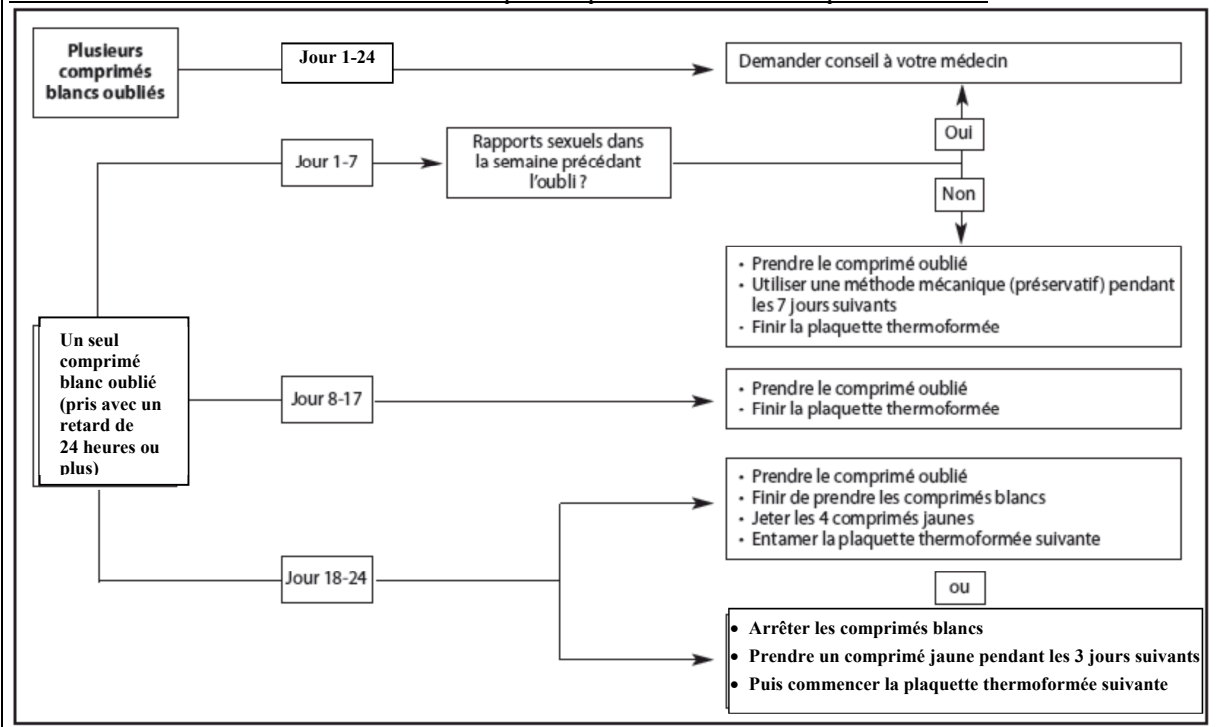 Plusieurs
comprimés
blancs oubliés
Jour 1-24
Demander conseil à votre médecin
Oui
Jour 1-7
Rapports sexuels dans
la semaine précédant
l'oubli ?
Non
• Prendre le comprimé oublié
• Utiliser une méthode mécanique (préservatif) pendant
les 7 jours suivants
• Finir la plaquette thermoformée
Un seul
comprimé
blanc oublié
(pris avec un
retard de
24 heures ou
plus)
Jour 8-17
• Prendre le comprimé oublié
• Finir la plaquette thermoformée
Jour 18-24
• Prendre le comprimé oublié
• Finir de prendre les comprimés blancs
• Jeter les 4 comprimés jaunes
• Entamer la plaquette thermoformée suivante
ou
• Arrêter les comprimés blancs
• Prendre un comprimé jaune pendant les 3 jours suivants
• Puis commencer la plaquette thermoformée suivante